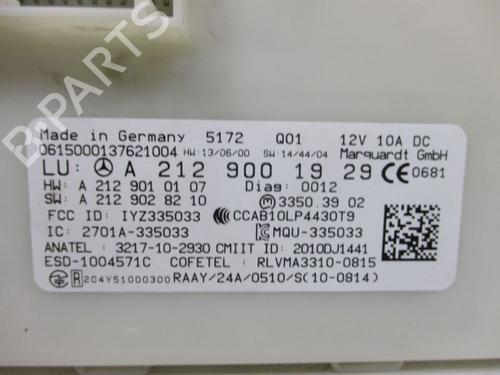 B-PARTS
Made in Germany 5172 Q01 12V 10A DC
0615000137621004 HW: 13/06/00 SW: 14/44/04 Marquardt GmbH
LU: A 212 900 19 29 CE 0681
HW: A 212 901 01 07 Diag: 0012
SW: A 212 902 82 10 3350.39 02
FCC ID: IYZ335033 CCAB10LP4430T9
IC: 2701A-335033 MQU-335033
ANATEL: 3217-10-2930 CMIIT ID: 2010DJ1441
ESD-1004571C COFETEL: RLVMA3310-0815
R 204Y51000300 RAAY/24A/0510/S(10-0814)